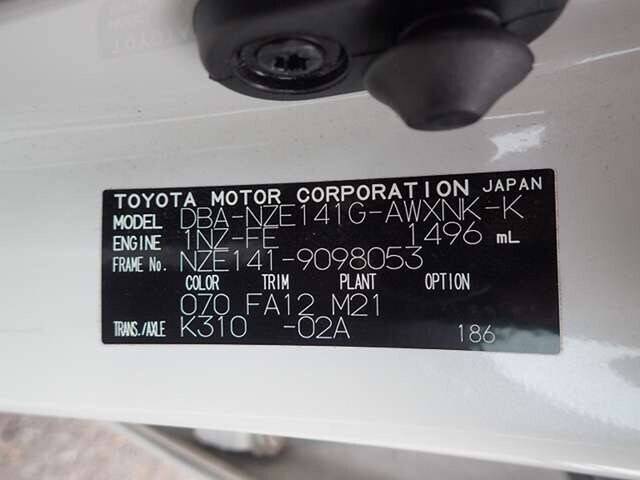 TOYOTA MOTOR CORPORATION JAPAN
MODEL DBA-NZE141G-AWXNK-K
ENGINE 1NZ-FE 1496 mL
FRAME No. NZE141-9098053
COLOR TRIM PLANT OPTION
070 FA12 M21
TRANS./AXLE K310 -02A 186